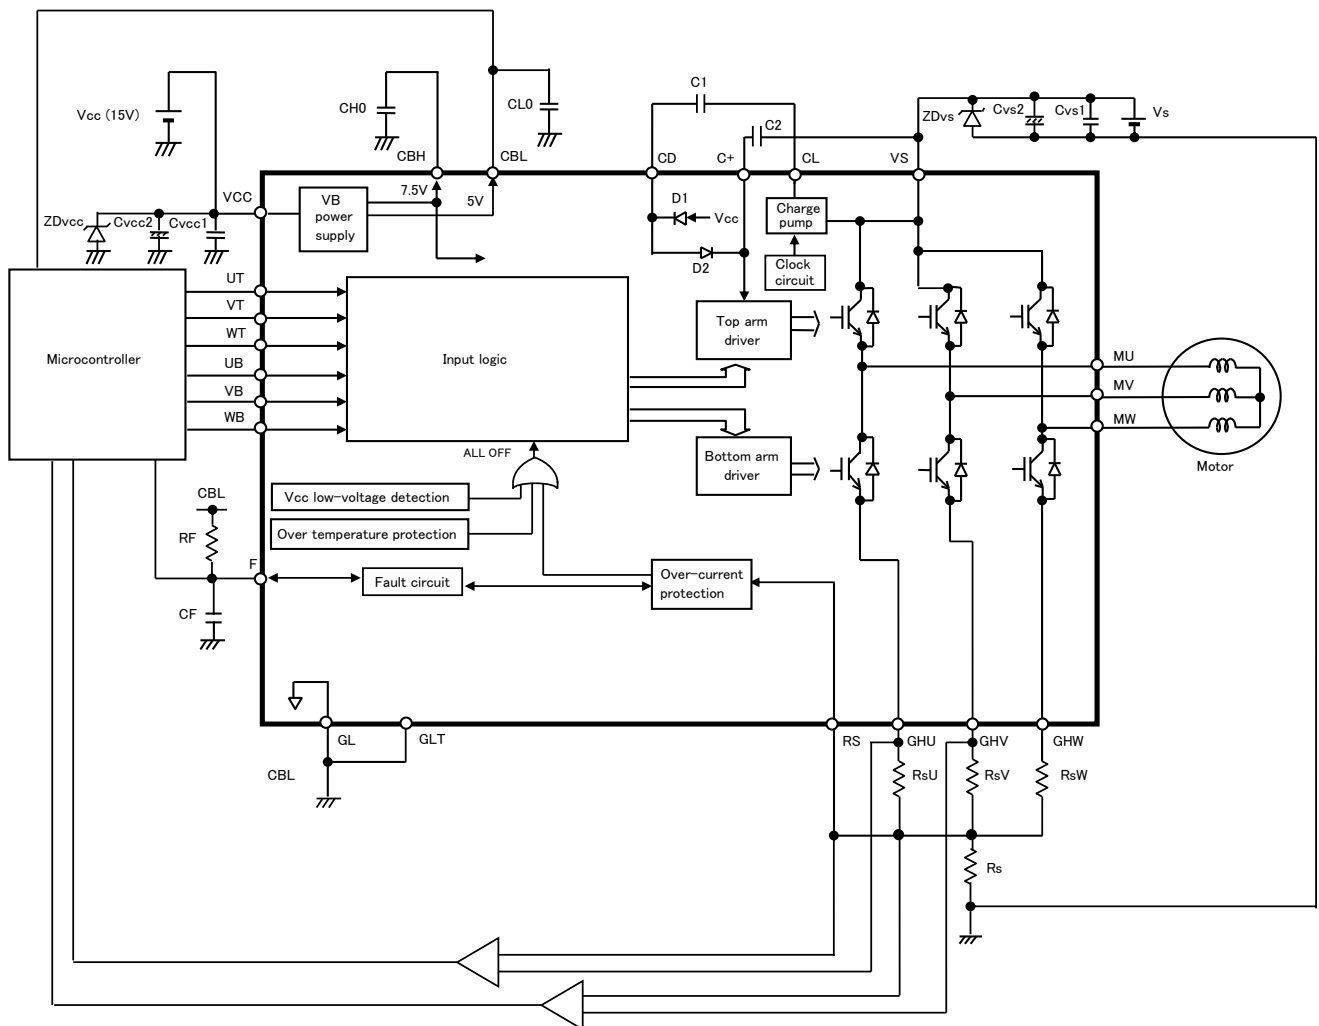 C1
CH0
CL0
Vcc (15V)
C2
ZDvs
Cvs2
Cvs1
Vs
CBH
CBL
CD
C+
CL
VS
VCC
7.5V
5V
VB
power
supply
D1
Vcc
D2
Charge
pump
Clock
circuit
ZDvcc
Cvcc2
Cvcc1
UT
VT
WT
UB
VB
WB
Microcontroller
Input logic
Top arm
driver
Bottom arm
driver
MU
MV
MW
Motor
ALL OFF
Vcc low-voltage detection
Over temperature protection
CBL
RF
F
CF
Fault circuit
Over-current
protection
GL
GLT
CBL
RS
GHU
GHV
GHW
RsU
RsV
RsW
Rs